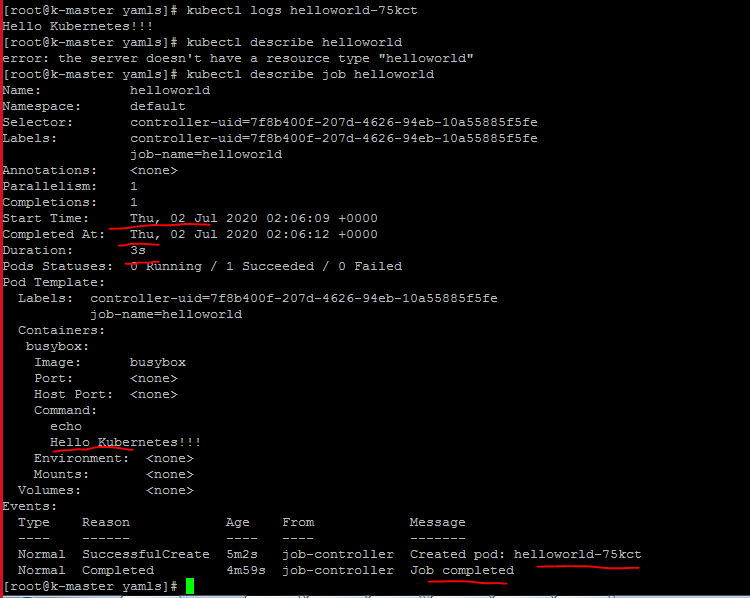 [root@k-master yamls]# kubectl logs helloworld-75kct
Hello Kubernetes!!!
[root@k-master yamls]# kubectl describe helloworld
error: the server doesn't have a resource type "helloworld"
[root@k-master yamls]# kubectl describe job helloworld
Name:           helloworld
Namespace:      default
Selector:       controller-uid=7f8b400f-207d-4626-94eb-10a55885f5fe
Labels:         controller-uid=7f8b400f-207d-4626-94eb-10a55885f5fe
                job-name=helloworld
Annotations:    <none>
Parallelism:    1
Completions:    1
Start Time:     Thu, 02 Jul 2020 02:06:09 +0000
Completed At:   Thu, 02 Jul 2020 02:06:12 +0000
Duration:       3s
Pods Statuses:  0 Running / 1 Succeeded / 0 Failed
Pod Template:
  Labels:  controller-uid=7f8b400f-207d-4626-94eb-10a55885f5fe
           job-name=helloworld
  Containers:
   busybox:
    Image:      busybox
    Port:       <none>
    Host Port:  <none>
    Command:
      echo
      Hello Kubernetes!!!
    Environment:  <none>
    Mounts:       <none>
  Volumes:        <none>
Events:
  Type    Reason            Age    From            Message
  ----    ------            ----   ----            -------
  Normal  SuccessfulCreate  5m2s   job-controller  Created pod: helloworld-75kct
  Normal  Completed         4m59s  job-controller  Job completed
[root@k-master yamls]#